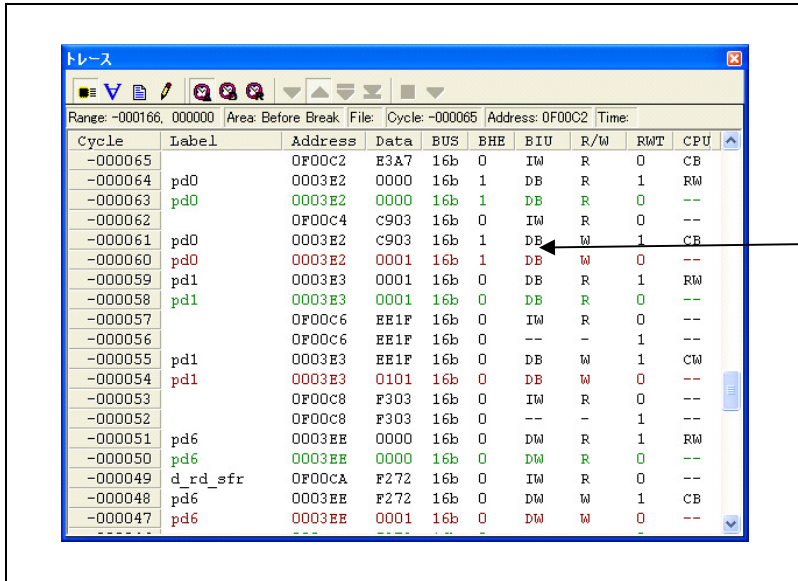 トレース
Range: -000166, 000000 Area: Before Break File: Cycle: -000065 Address: 0F00C2 Time:
Cycle Label Address Data BUS BHE BIU R/W RWT CPU
-000065 0F00C2 E3A7 16b 0 IW R 0 CB
-000064 pd0 0003E2 0000 16b 1 DB R 1 RW
-000063 pd0 0003E2 0000 16b 1 DB R 0 --
-000062 0F00C4 C903 16b 0 IW R 0 --
-000061 pd0 0003E2 C903 16b 1 DB W 1 CB
-000060 pd0 0003E2 0001 16b 1 DB W 0 --
-000059 pd1 0003E3 0001 16b 0 DB R 1 RW
-000058 pd1 0003E3 0001 16b 0 DB R 0 --
-000057 0F00C6 EE1F 16b 0 IW R 0 --
-000056 0F00C6 EE1F 16b 0 -- - 1 --
-000055 pd1 0003E3 EE1F 16b 0 DB W 1 CW
-000054 pd1 0003E3 0101 16b 0 DB W 0 --
-000053 0F00C8 F303 16b 0 IW R 0 --
-000052 0F00C8 F303 16b 0 -- - 1 --
-000051 pd6 0003EE 0000 16b 0 DW R 1 RW
-000050 pd6 0003EE 0000 16b 0 DW R 0 --
-000049 d_rd_sfr 0F00CA F272 16b 0 IW R 0 --
-000048 pd6 0003EE F272 16b 0 DW W 1 CB
-000047 pd6 0003EE 0001 16b 0 DW W 0 --